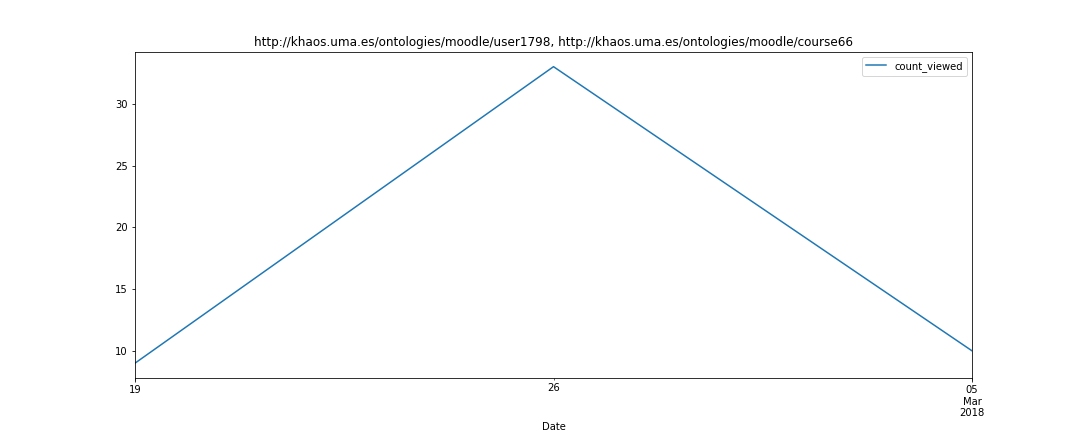 http://khaos.uma.es/ontologies/moodle/user1798, http://khaos.uma.es/ontologies/moodle/course66
count_viewed
30
25
20
15
10
19
26
05
Mar
2018
Date